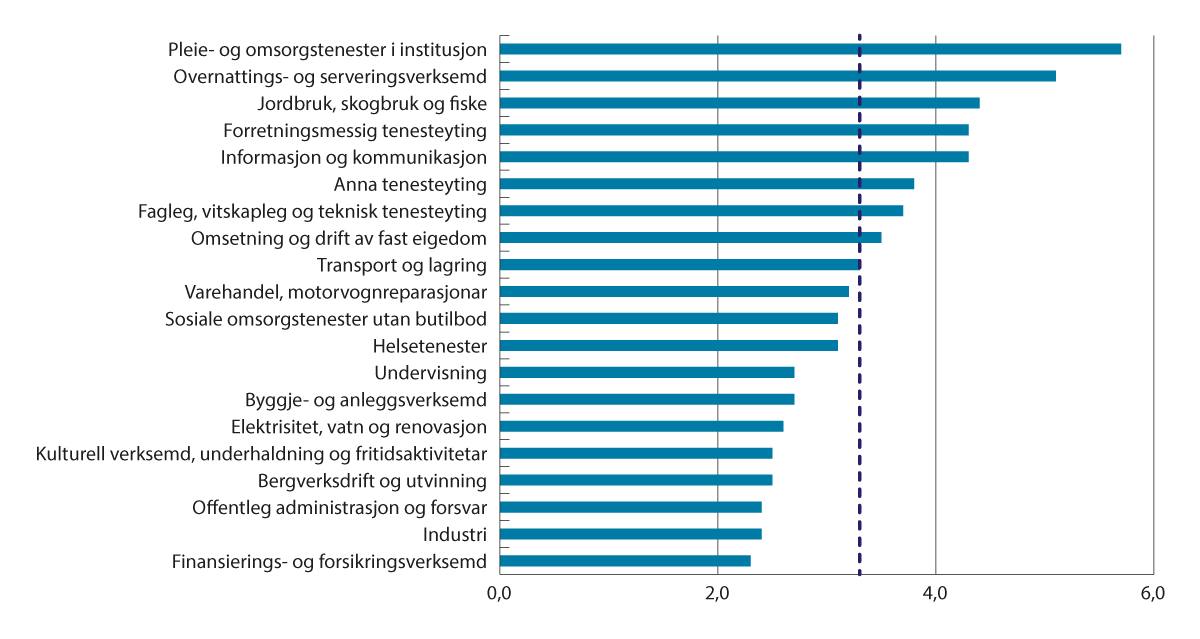 Pleie- og omsorgstenester i institusjon
Overnattings- og serveringsverksemd
Jordbruk, skogbruk og fiske
Forretningsmessig tenesteyting
Informasjon og kommunikasjon
Anna tenesteyting
Fagleg, vitskapleg og teknisk tenesteyting
Omsetning og drift av fast eigedom
Transport og lagring
Varehandel, motorvognreparasjonar
Sosiale omsorgstenester utan butilbod
Helsetenester
Undervisning
Byggje- og anleggsverksemd
Elektrisitet, vatn og renovasjon
Kulturell verksemd, underhaldning og fritidsaktivitetar
Bergverksdrift og utvinning
Offentleg administrasjon og forsvar
Industri
Finansierings- og forsikringsverksemd
0,0 2,0 4,0 6,0